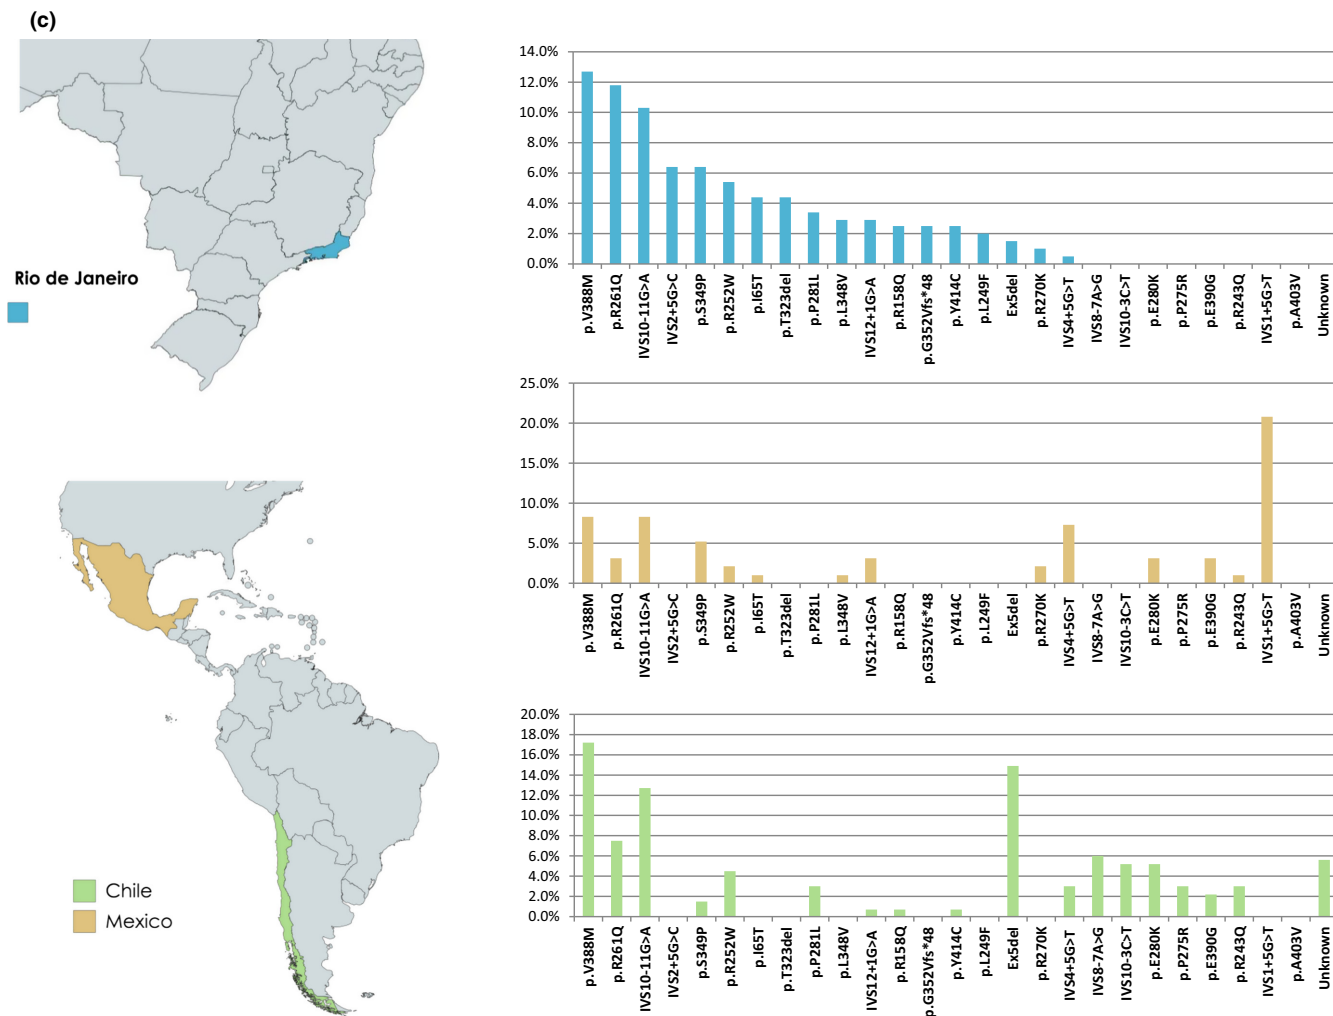 (c)
Rio de Janeiro
14.0%
12.0%
10.0%
8.0%
6.0%
4.0%
2.0%
0.0%
p.V388M
p.R261Q
IVS10-11G>A
IVS2+5G>C
p.S349P
p.R252W
p.I65T
p.T323del
p.P281L
p.L348V
IVS12+1G>A
p.R158Q
p.G352Vfs*48
p.Y414C
p.L249F
Ex5del
p.R270K
IVS4+5G>T
IVS8-7A>G
IVS10-3C>T
p.E280K
p.P275R
p.E390G
p.R243Q
IVS1+5G>T
p.A403V
Unknown
25.0%
20.0%
15.0%
10.0%
5.0%
0.0%
p.V388M
p.R261Q
IVS10-11G>A
IVS2+5G>C
p.S349P
p.R252W
p.I65T
p.T323del
p.P281L
p.L348V
IVS12+1G>A
p.R158Q
p.G352Vfs*48
p.Y414C
p.L249F
Ex5del
p.R270K
IVS4+5G>T
IVS8-7A>G
IVS10-3C>T
p.E280K
p.P275R
p.E390G
p.R243Q
IVS1+5G>T
p.A403V
Unknown
Chile
Mexico
20.0%
18.0%
16.0%
14.0%
12.0%
10.0%
8.0%
6.0%
4.0%
2.0%
0.0%
p.V388M
p.R261Q
IVS10-11G>A
IVS2+5G>C
p.S349P
p.R252W
p.I65T
p.T323del
p.P281L
p.L348V
IVS12+1G>A
p.R158Q
p.G352Vfs*48
p.Y414C
p.L249F
Ex5del
p.R270K
IVS4+5G>T
IVS8-7A>G
IVS10-3C>T
p.E280K
p.P275R
p.E390G
p.R243Q
IVS1+5G>T
p.A403V
Unknown